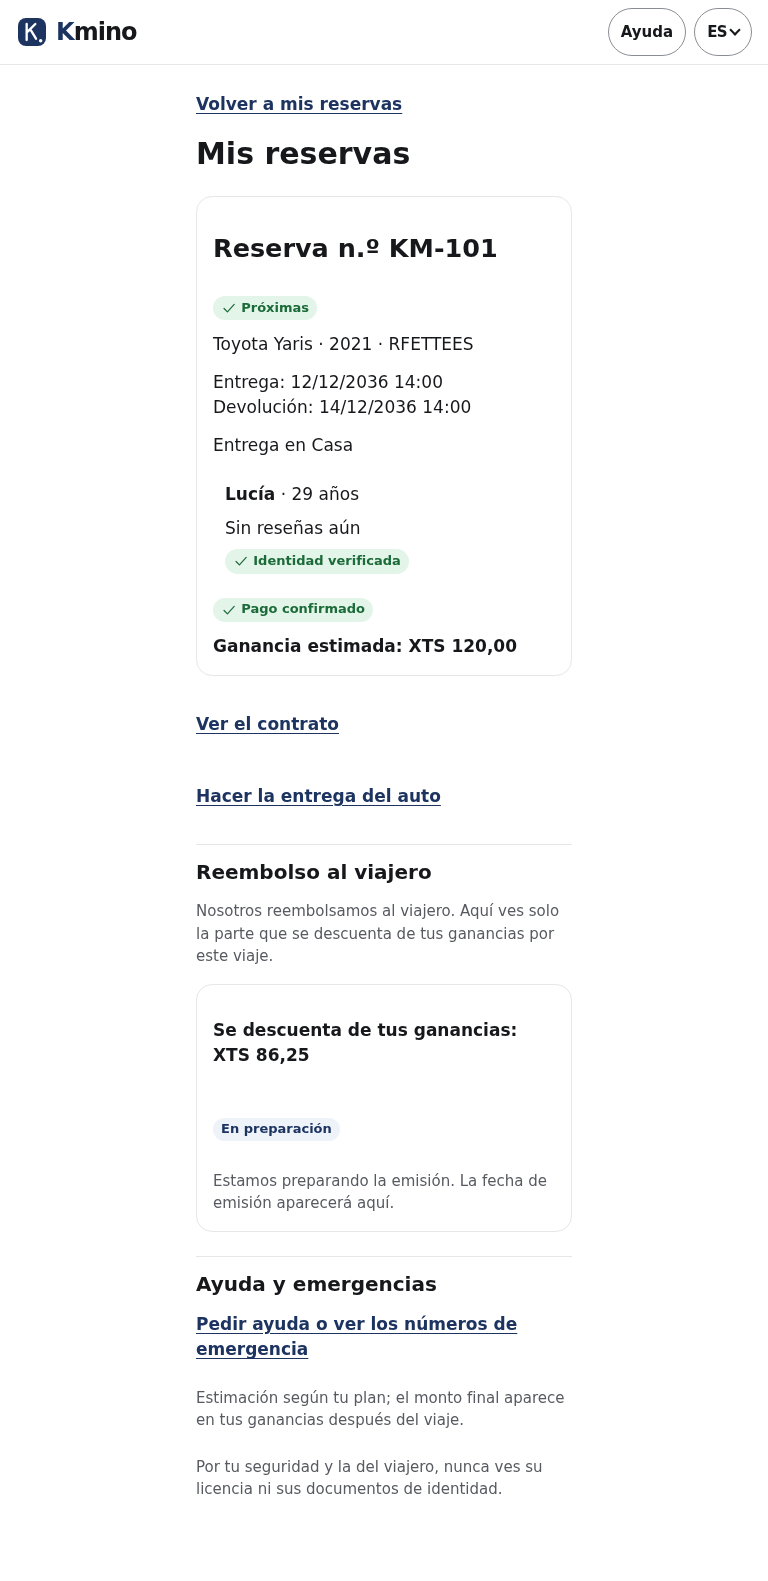 Kmino
Ayuda
ES
Volver a mis reservas
Mis reservas
Reserva n.º KM-101
Próximas
Toyota Yaris · 2021 · RFETTEES
Entrega: 12/12/2036 14:00
Devolución: 14/12/2036 14:00
Entrega en Casa
Lucía · 29 años
Sin reseñas aún
Identidad verificada
Pago confirmado
Ganancia estimada: XTS 120,00
Ver el contrato
Hacer la entrega del auto
Reembolso al viajero
Nosotros reembolsamos al viajero. Aquí ves solo
la parte que se descuenta de tus ganancias por
este viaje.
Se descuenta de tus ganancias:
XTS 86,25
En preparación
Estamos preparando la emisión. La fecha de
emisión aparecerá aquí.
Ayuda y emergencias
Pedir ayuda o ver los números de
emergencia
Estimación según tu plan; el monto final aparece
en tus ganancias después del viaje.
Por tu seguridad y la del viajero, nunca ves su
licencia ni sus documentos de identidad.